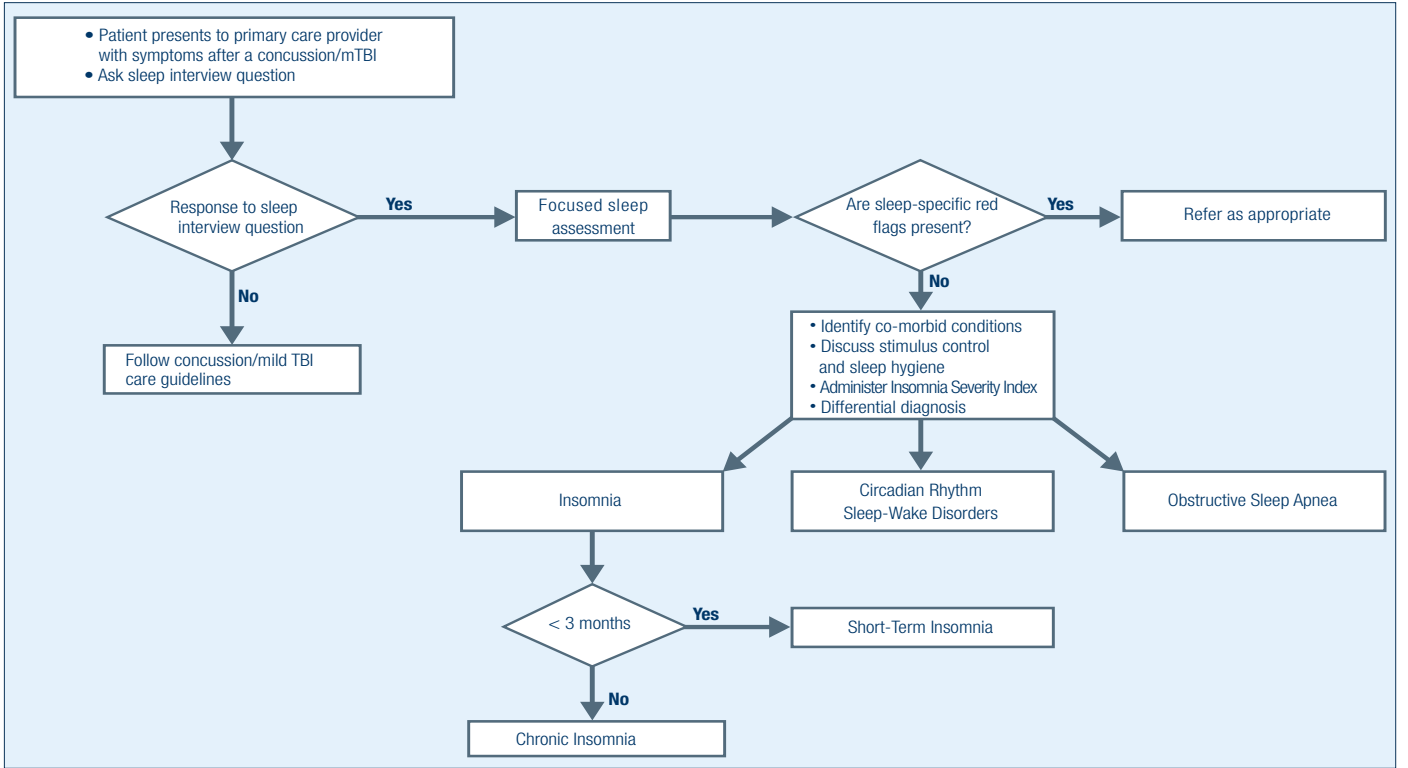 • Patient presents to primary care provider
with symptoms after a concussion/mTBI
• Ask sleep interview question
Response to sleep
interview question
Yes
Focused sleep
assessment
Are sleep-specific red
flags present?
Yes
Refer as appropriate
No
Follow concussion/mild TBI
care guidelines
No
• Identify co-morbid conditions
• Discuss stimulus control
and sleep hygiene
• Administer Insomnia Severity Index
• Differential diagnosis
Insomnia
Circadian Rhythm
Sleep-Wake Disorders
Obstructive Sleep Apnea
< 3 months
Yes
Short-Term Insomnia
No
Chronic Insomnia